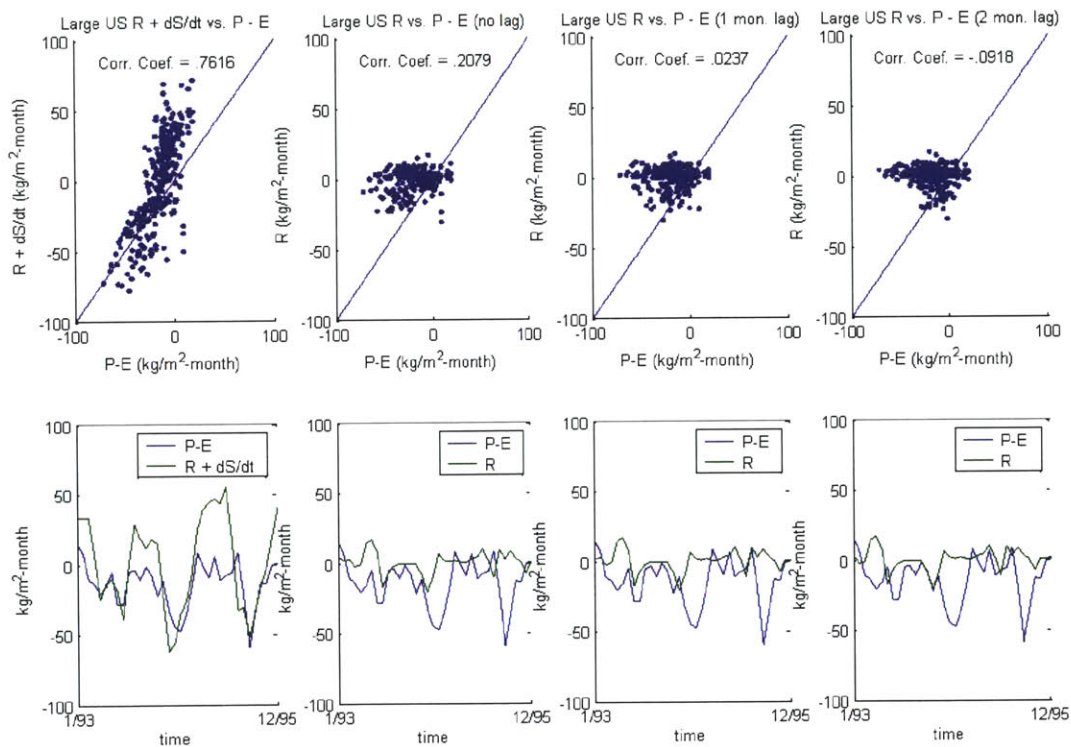 Large US R + dS/dt vs. P - E
Corr. Coef. = .7616
100
50
0
-50
-100
R + dS/dt (kg/m²-month)
-100
0
100
P-E (kg/m²-month)
Large US R vs. P - E (no lag)
Corr. Coef. = .2079
100
50
0
-50
-100
R (kg/m²-month)
-100
0
100
P-E (kg/m²-month)
Large US R vs. P - E (1 mon. lag)
Corr. Coef. = .0237
100
50
0
-50
-100
R (kg/m²-month)
-100
0
100
P-E (kg/m²-month)
Large US R vs. P - E (2 mon. lag)
Corr. Coef. = -.0918
100
50
0
-50
-100
R (kg/m²-month)
-100
0
100
P-E (kg/m²-month)
100
50
0
-50
-100
kg/m²-month
P-E
R + dS/dt
1/93
12/95
time
100
50
0
-50
-100
kg/m²-month
P-E
R
1/93
12/95
time
100
50
0
-50
-100
kg/m²-month
P-E
R
1/93
12/95
time
100
50
0
-50
-100
kg/m²-month
P-E
R
1/93
12/95
time